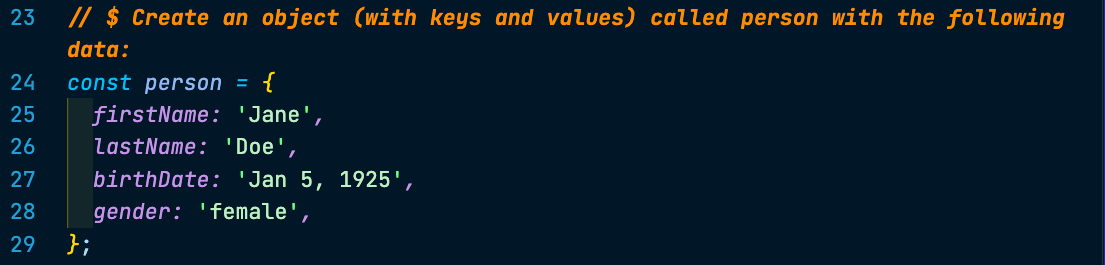 23 // $ Create an object (with keys and values) called person with the following
data:
24 const person = {
25 firstName: 'Jane',
26 lastName: 'Doe',
27 birthDate: 'Jan 5, 1925',
28 gender: 'female',
29 };